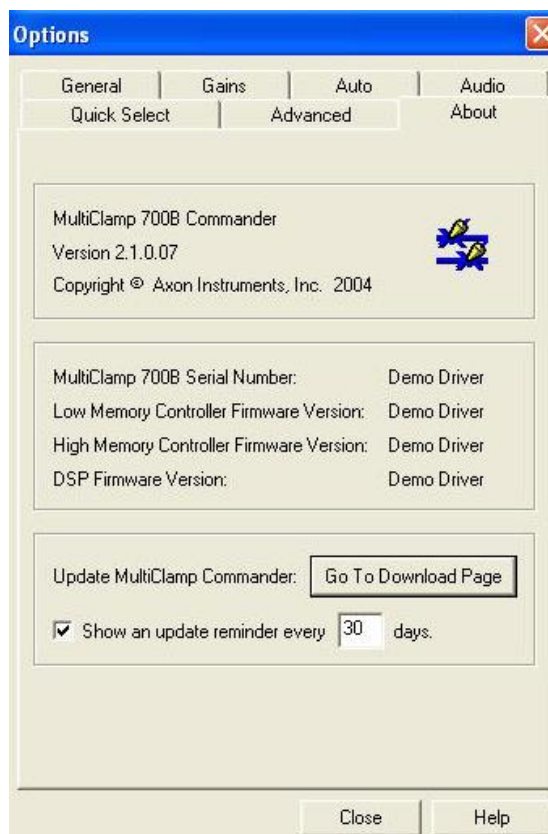 Options
General Gains Auto Audio
Quick Select Advanced About
MultiClamp 700B Commander
Version 2.1.0.07
Copyright © Axon Instruments, Inc. 2004
MultiClamp 700B Serial Number: Demo Driver
Low Memory Controller Firmware Version: Demo Driver
High Memory Controller Firmware Version: Demo Driver
DSP Firmware Version: Demo Driver
Update MultiClamp Commander: Go To Download Page
Show an update reminder every 30 days.
Close Help